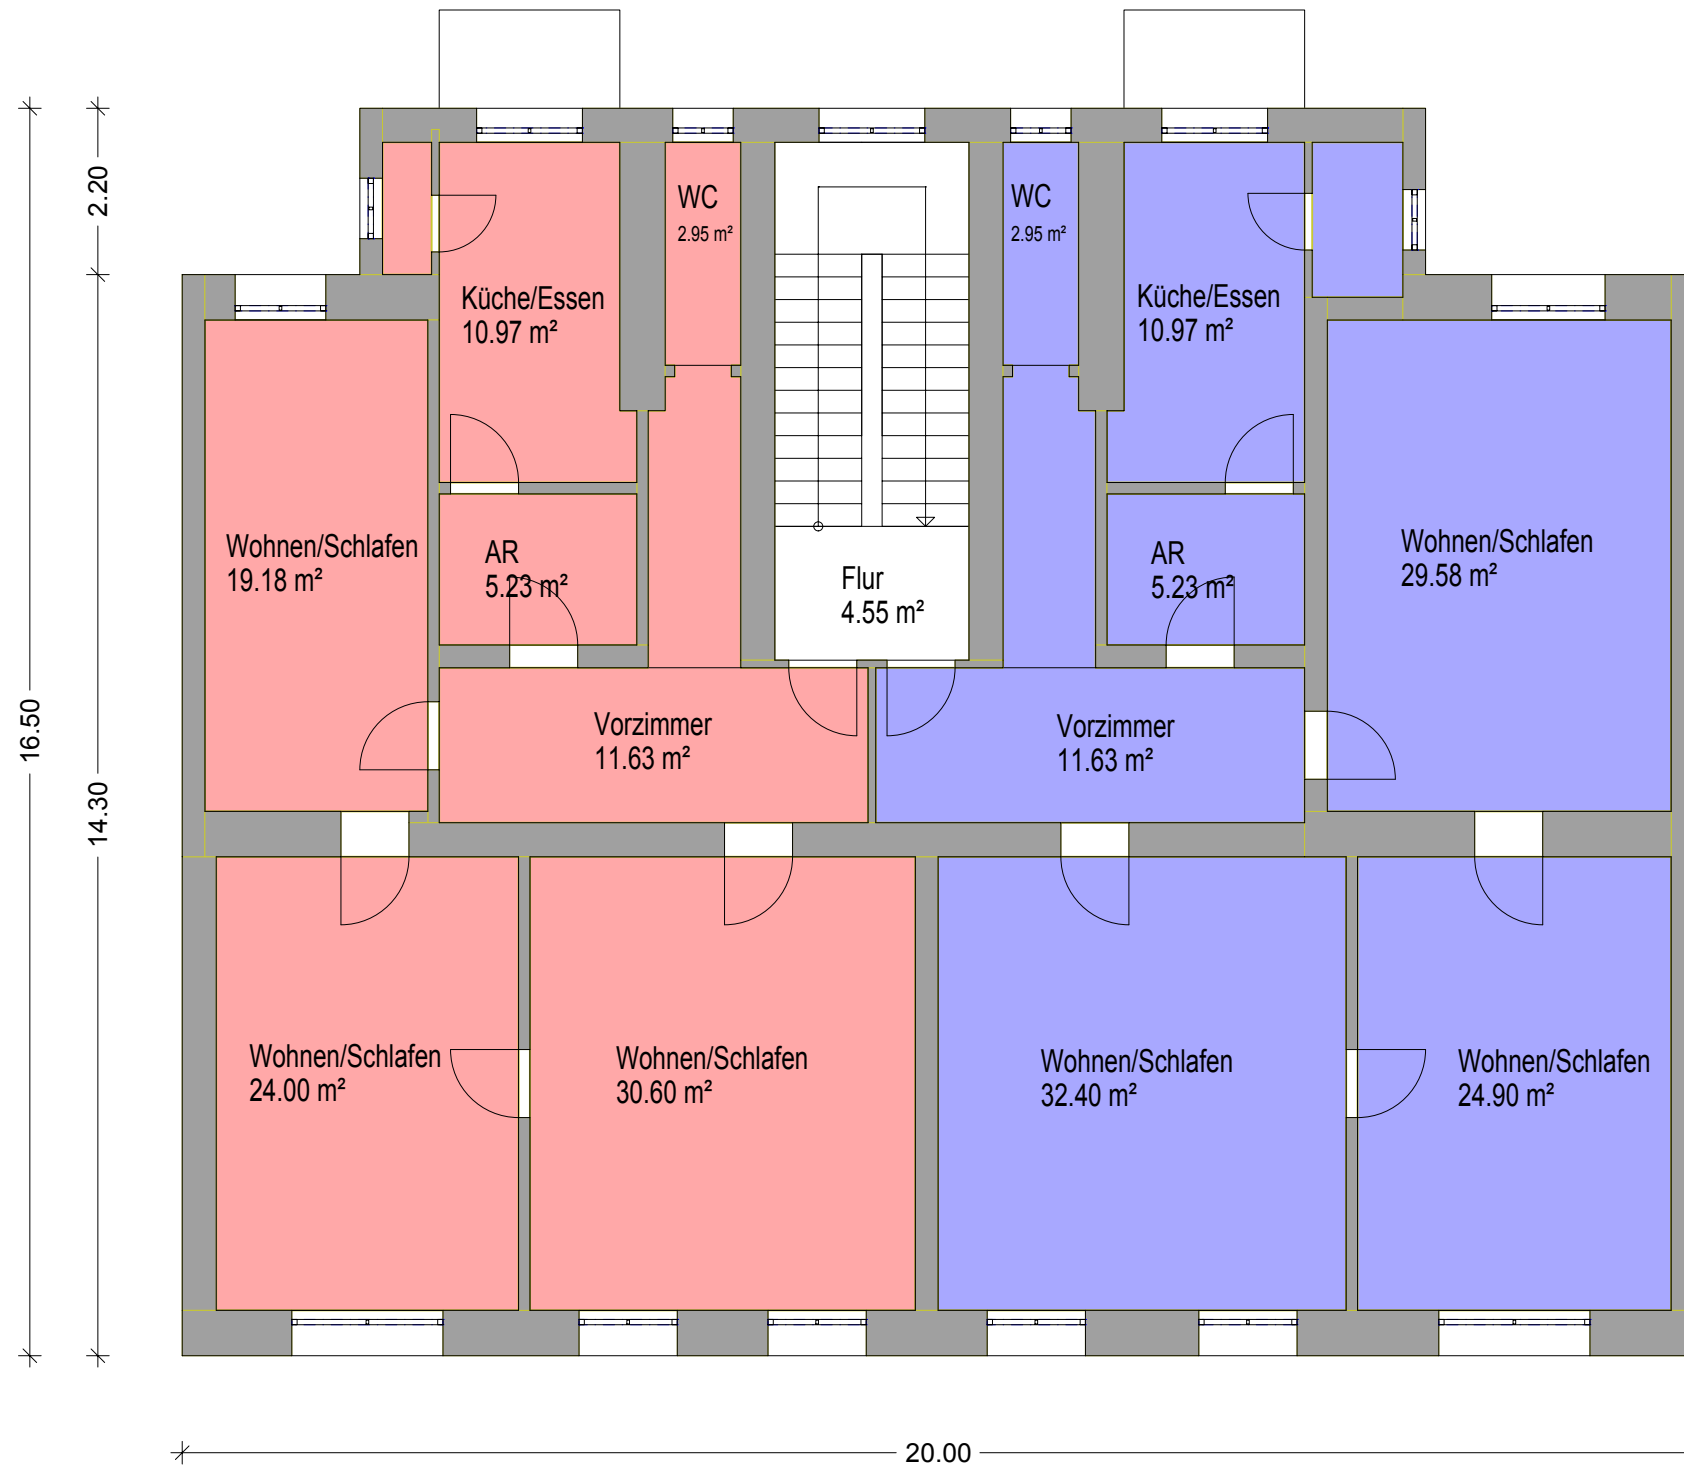 2.20
16.50
14.30
20.00
WC
2.95 m²
WC
2.95 m²
Küche/Essen
10.97 m²
Küche/Essen
10.97 m²
Wohnen/Schlafen
19.18 m²
AR
5.23 m²
Flur
4.55 m²
AR
5.23 m²
Wohnen/Schlafen
29.58 m²
Vorzimmer
11.63 m²
Vorzimmer
11.63 m²
Wohnen/Schlafen
24.00 m²
Wohnen/Schlafen
30.60 m²
Wohnen/Schlafen
32.40 m²
Wohnen/Schlafen
24.90 m²